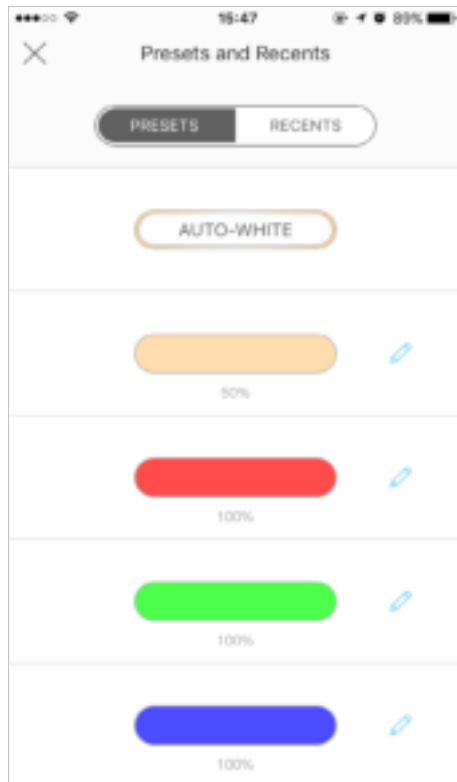 15:47 89%
Presets and Recents
PRESETS RECENTS
AUTO-WHITE
50%
100%
100%
100%